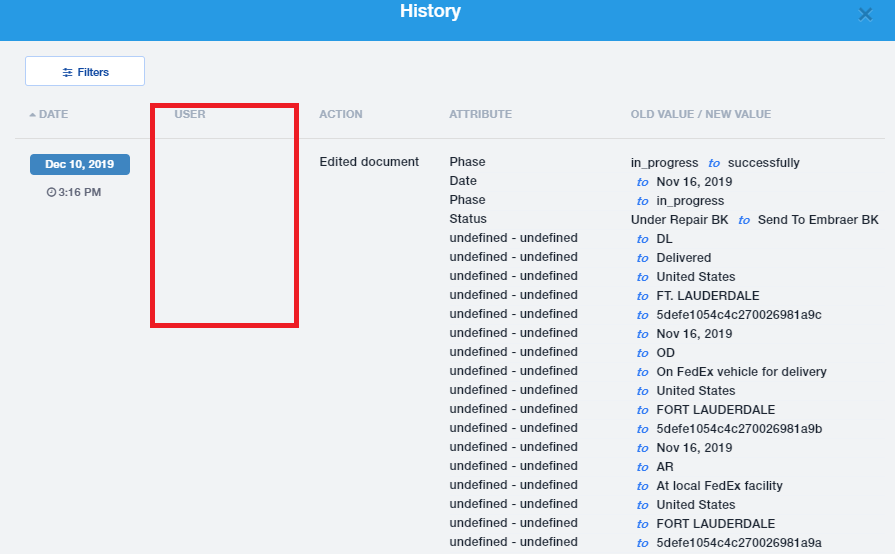 History
Filters
DATE USER ACTION ATTRIBUTE OLD VALUE / NEW VALUE
Dec 10, 2019 Edited document Phase in_progress to successfully
Date to Nov 16, 2019
3:16 PM Phase to in_progress
Status Under Repair BK to Send To Embraer BK
undefined - undefined to DL
undefined - undefined to Delivered
undefined - undefined to United States
undefined - undefined to FT. LAUDERDALE
undefined - undefined to 5defe1054c4c270026981a9c
undefined - undefined to Nov 16, 2019
undefined - undefined to OD
undefined - undefined to On FedEx vehicle for delivery
undefined - undefined to United States
undefined - undefined to FORT LAUDERDALE
undefined - undefined to 5defe1054c4c270026981a9b
undefined - undefined to Nov 16, 2019
undefined - undefined to AR
undefined - undefined to At local FedEx facility
undefined - undefined to United States
undefined - undefined to FORT LAUDERDALE
undefined - undefined to 5defe1054c4c270026981a9a